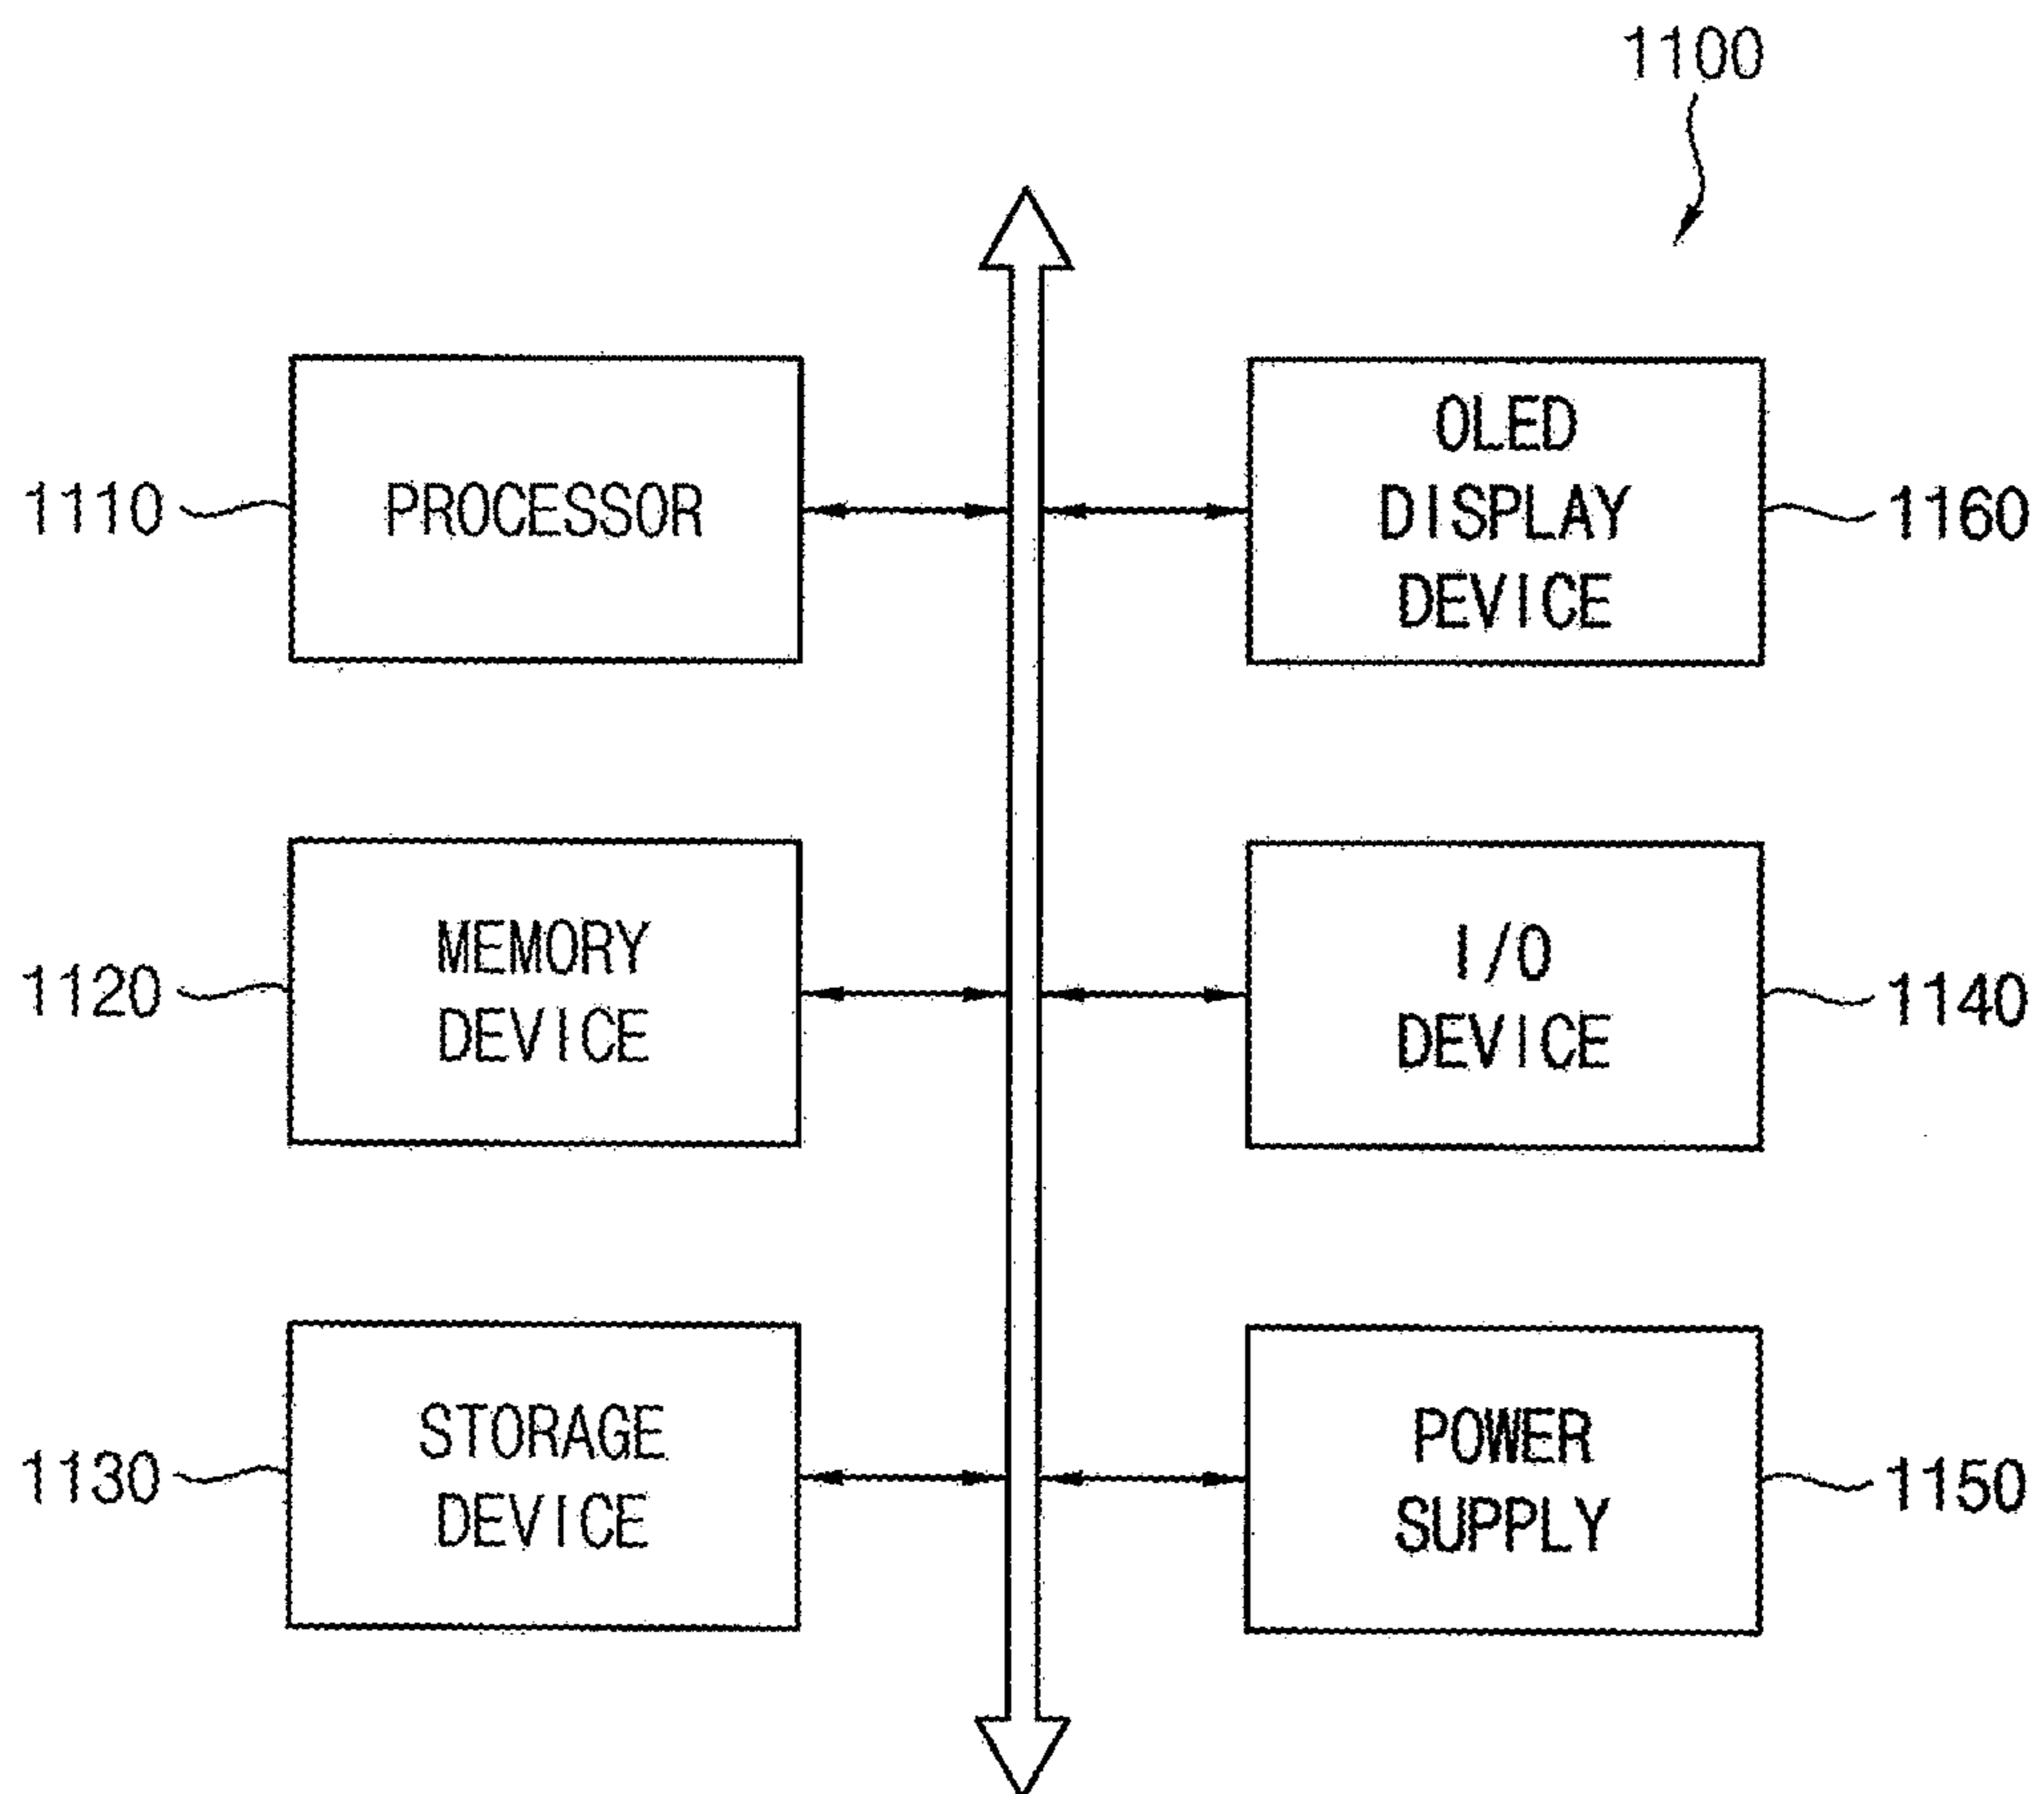 1100
1110
PROCESSOR
OLED
DISPLAY
DEVICE
1160
1120
MEMORY
DEVICE
I/O
DEVICE
1140
1130
STORAGE
DEVICE
POWER
SUPPLY
1150